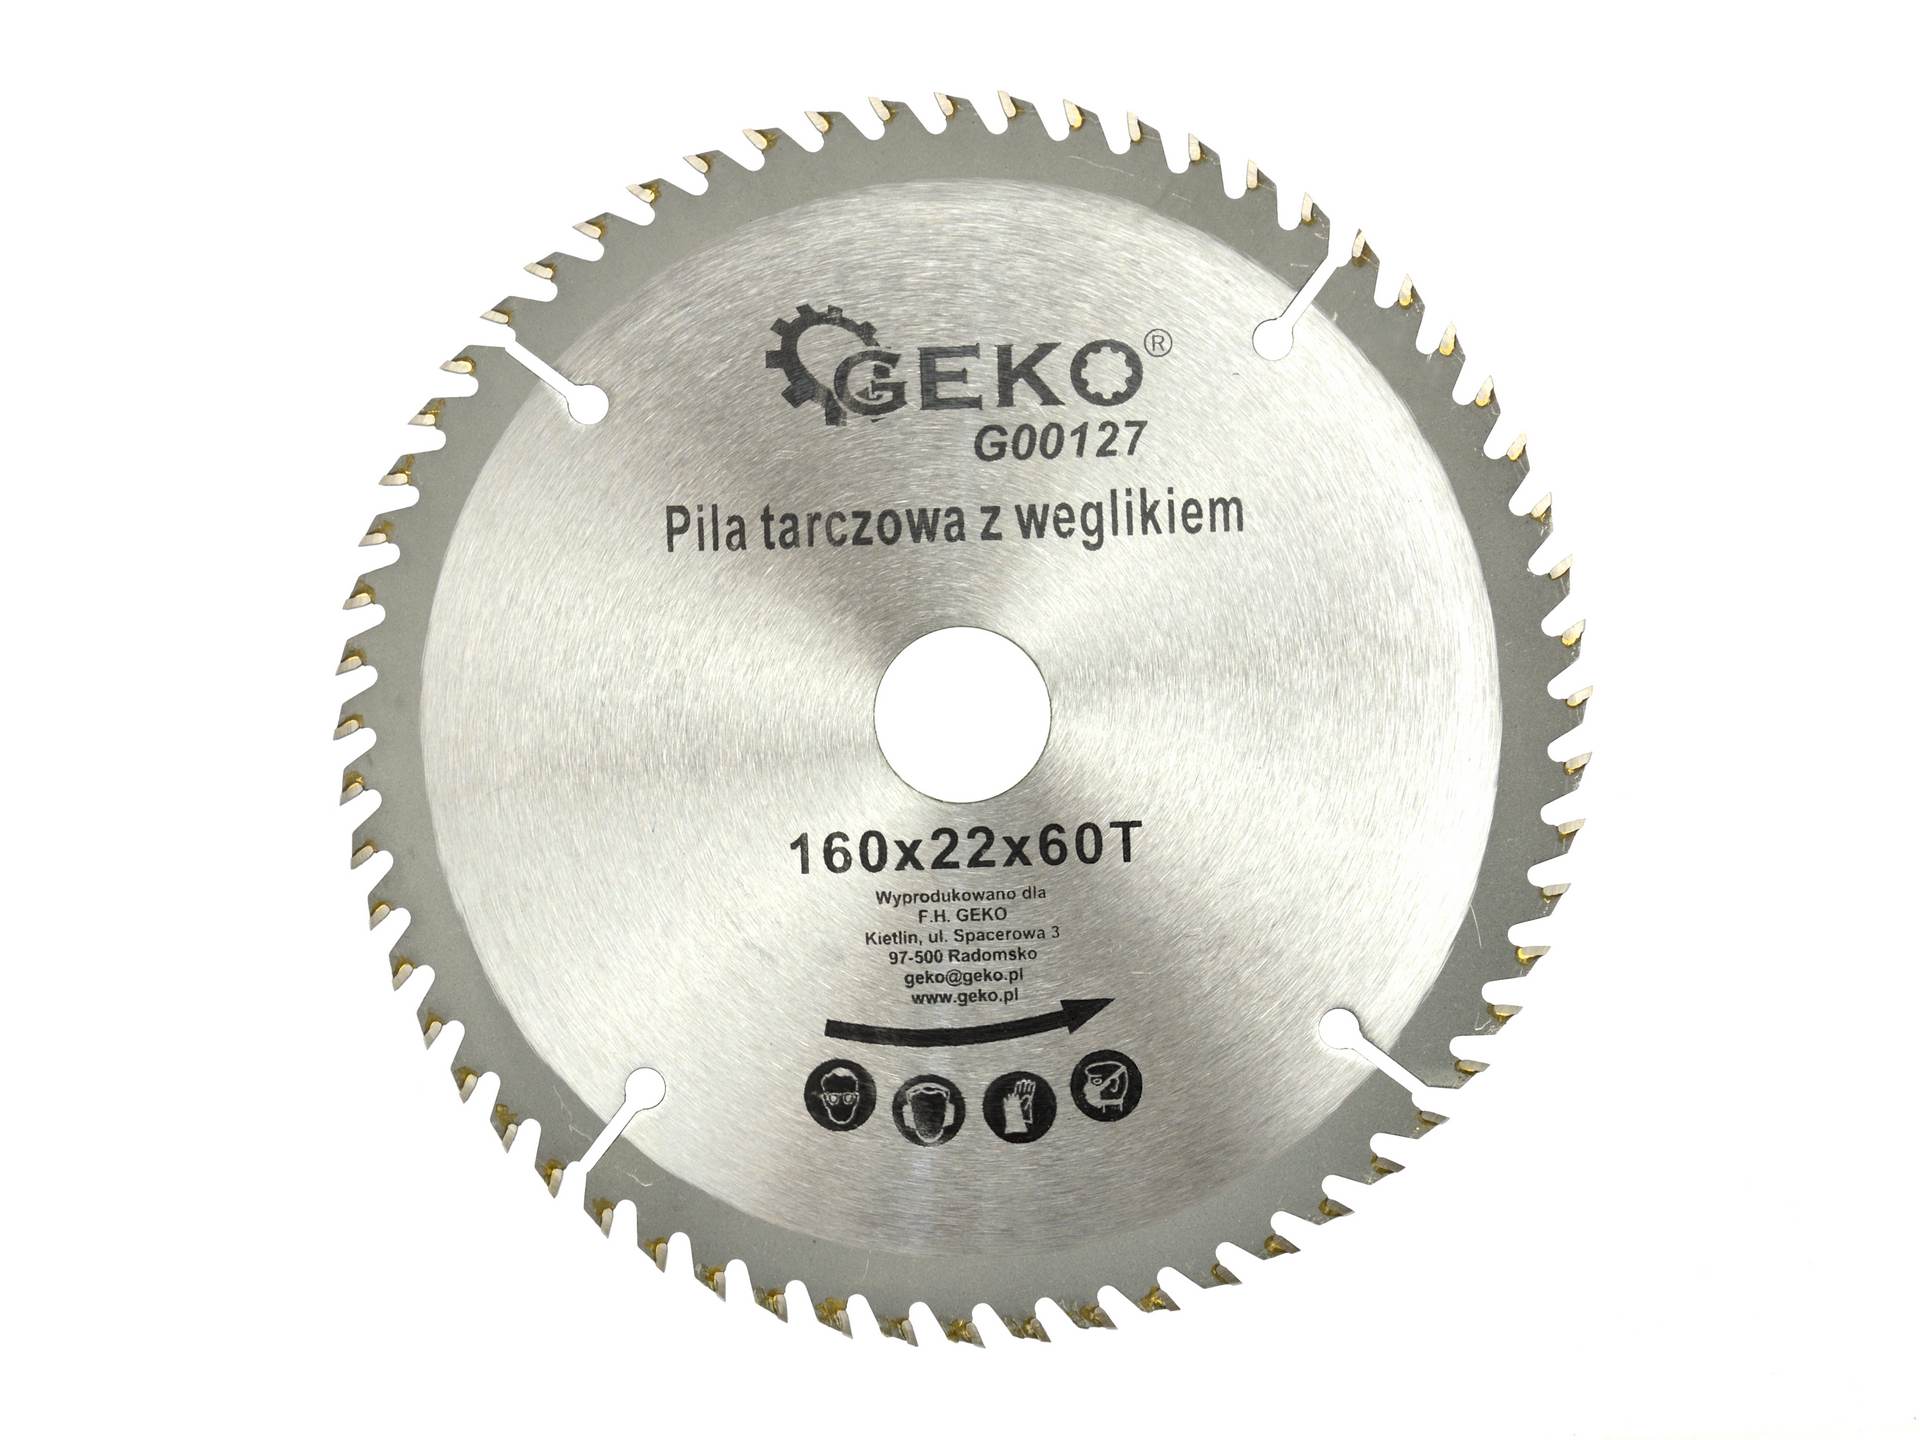 GEKO®
G00127
Pila tarczowa z weglikiem
160x22x60T
Wyprodukowano dla
F.H. GEKO
Kietlin, ul. Spacerowa 3
97-500 Radomsko
geko@geko.pl
www.geko.pl